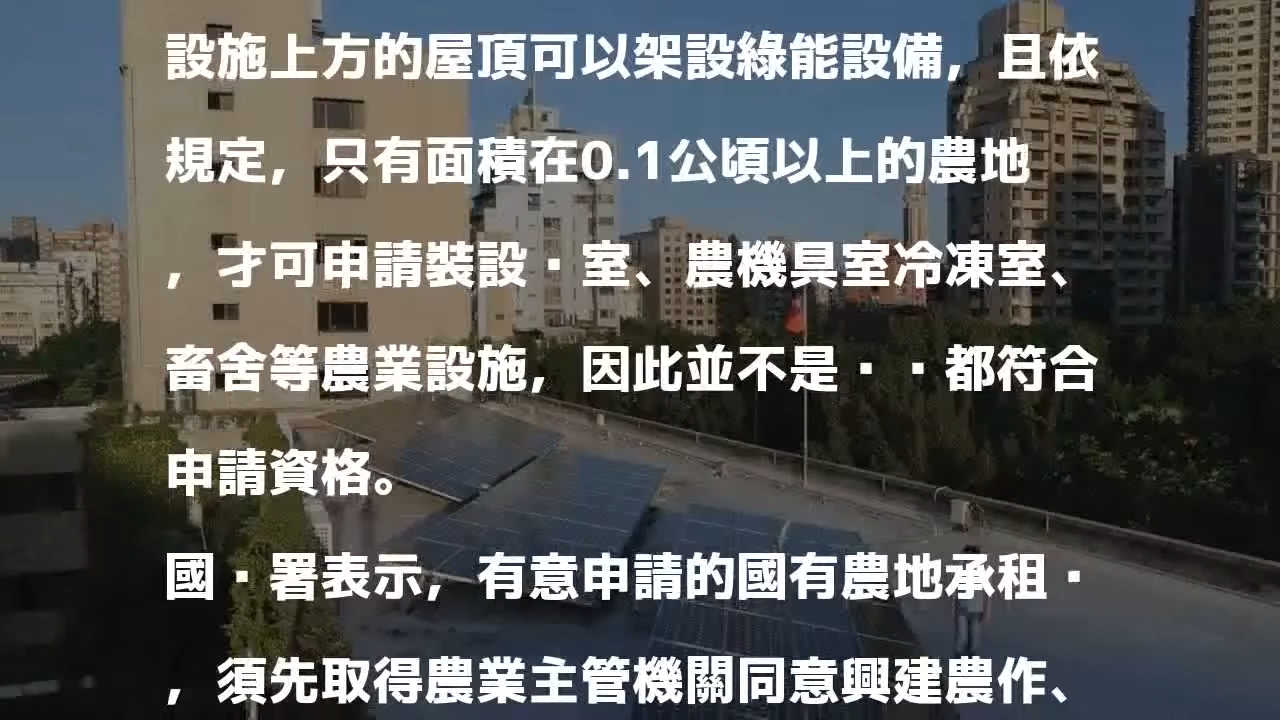 設施上方的屋頂可以架設綠能設備，且依
規定，只有面積在0.1公頃以上的農地
，才可申請裝設▪室、農機具室冷凍室、
畜舍等農業設施，因此並不是▪▪都符合
申請資格。
國▪署表示，有意申請的國有農地承租▪
，須先取得農業主管機關同意興建農作、